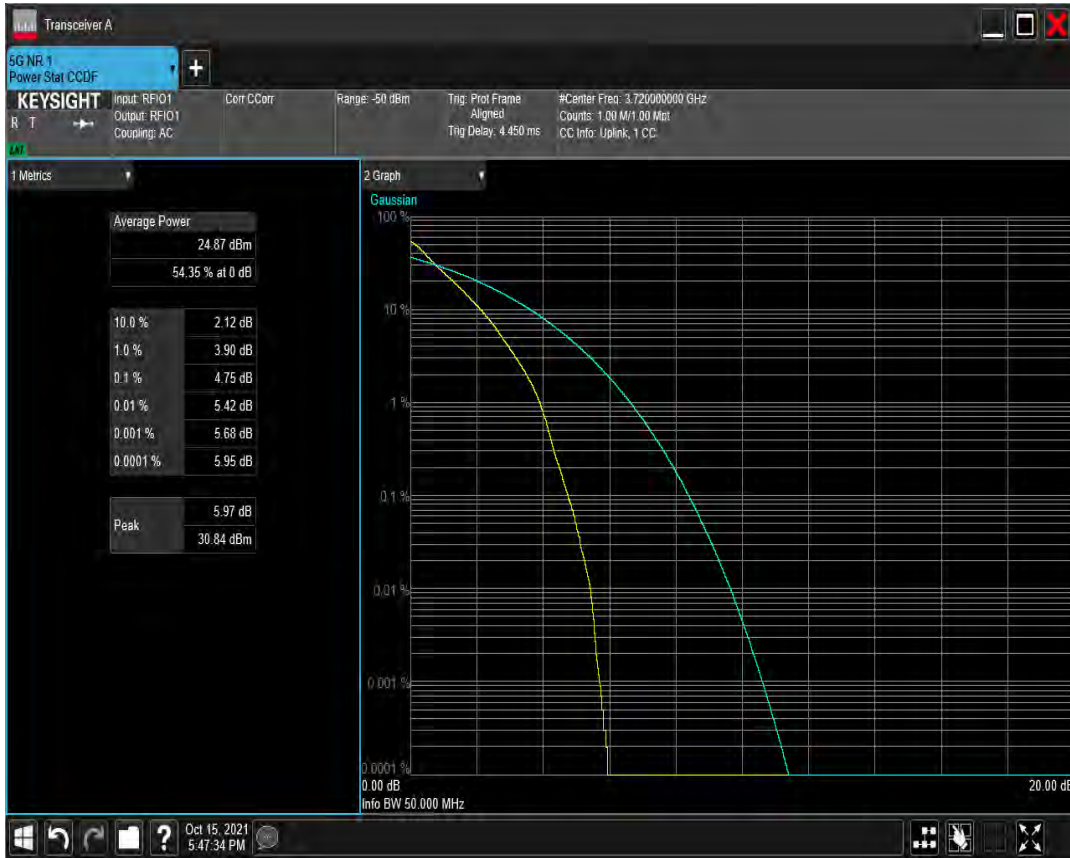 Transceiver A
5G NR 1
Power Stat CCDF
+
KEYSIGHT
R T
LXI
Input: RFIO1
Output: RFIO1
Coupling: AC
Corr CCorr
Range: -50 dBm
Trig: Prot Frame
Aligned
Trig Delay: 4.450 ms
#Center Freq: 3.720000000 GHz
Counts: 1.00 M/1.00 Mpt
CC Info: Uplink, 1 CC
1 Metrics
Average Power
24.87 dBm
54.35 % at 0 dB
10.0 % 2.12 dB
1.0 % 3.90 dB
0.1 % 4.75 dB
0.01 % 5.42 dB
0.001 % 5.68 dB
0.0001 % 5.95 dB
Peak
5.97 dB
30.84 dBm
2 Graph
Gaussian
100 %
10 %
1 %
0.1 %
0.01 %
0.001 %
0.0001 %
0.00 dB
20.00 dB
Info BW 50.000 MHz
?
Oct 15, 2021
5:47:34 PM